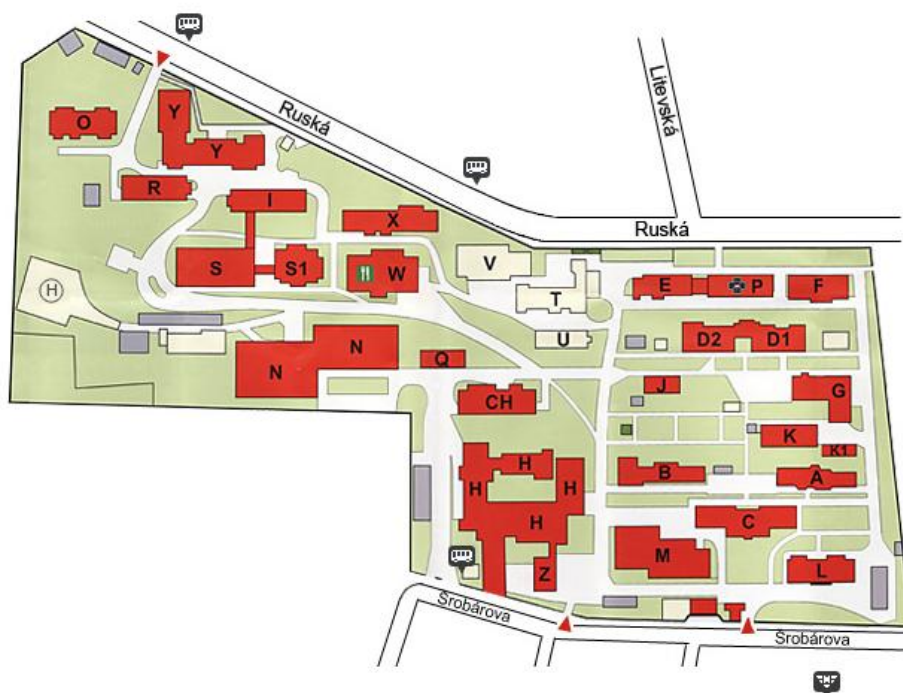 Ruská
Litevská
Ruská
O
Y
Y
R
I
X
S
S1
W
V
T
U
H
E
P
F
D2
D1
N
N
Q
J
G
CH
K
K1
H
H
H
H
B
A
C
M
Z
L
Šrobárova
Šrobárova